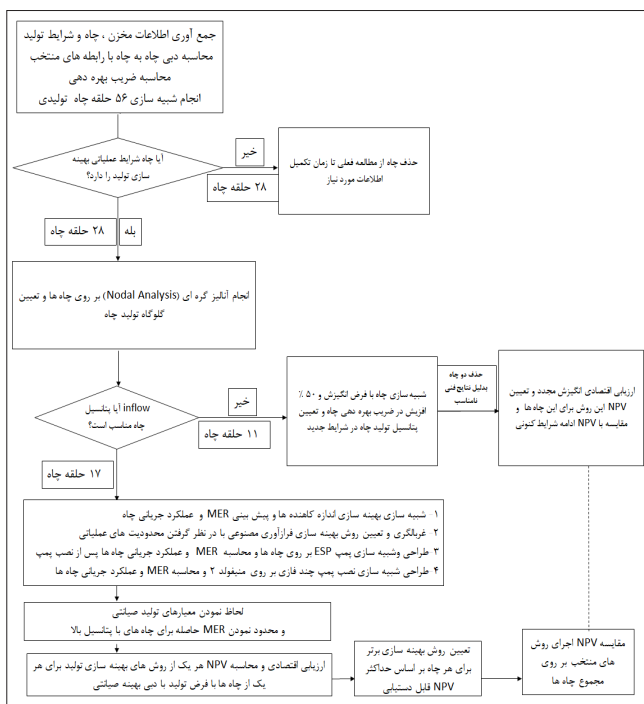 جمع آوری اطلاعات مخزن ، چاه و شرایط تولید
محاسبه دبی چاه به چاه با رابطه های منتخب
محاسبه ضریب بهره دهی
انجام شبیه سازی ۵۶ حلقه چاه تولیدی
آیا چاه شرایط عملیاتی بهینه
سازی تولید را دارد؟
خیر
۲۸ حلقه چاه
حذف چاه از مطالعه فعلی تا زمان تکمیل
اطلاعات مورد نیاز
بله
۲۸ حلقه چاه
انجام آنالیز گره ای (Nodal Analysis) بر روی چاه ها و تعیین
گلوگاه تولید چاه
آیا پتانسیل inflow
چاه مناسب است؟
خیر
۱۱ حلقه چاه
شبیه سازی چاه با فرض انگیزش و ۵۰ ٪
افزیش در ضریب بهره دهی چاه و تعیین
پتانسیل تولید چاه در شرایط جدید
حذف دو چاه
بدلیل نتایج فنی
نامناسب
ارزیابی اقتصادی انگیزش مجدد و تعیین
NPV این روش برای این چاه ها و
مقایسه با NPV ادامه شرایط کنونی
۱۷ حلقه چاه
۱ - شبیه سازی بهینه سازی اندازه کاهنده ها و پیش بینی MER و عملکرد جریانی چاه
۲ - غربالگری و تعیین روش بهینه سازی فرازآوری مصنوعی با در نظر گرفتن محدودیت های عملیاتی
۳ - طراحی وشبیه سازی پمپ ESP بر روی چاه ها و محاسبه MER و عملکرد جریانی چاه ها پس از نصب پمپ
۴ - طراحی شبیه سازی نصب پمپ چند فازی بر روی منیفولد ۲ و محاسبه MER و عملکرد جریانی چاه ها
لحاظ نمودن معیارهای تولید صیانتی
و محدود نمودن MER حاصله برای چاه های با پتانسیل بالا
ارزیابی اقتصادی و محاسبه NPV هر یک از روش های بهینه سازی تولید برای هر
یک از چاه ها با فرض تولید با دبی بهینه صیانتی
تعیین روش بهینه سازی برتر
برای هر چاه بر اساس حداکثر
NPV قابل دستیابی
مقایسه NPV اجرای روش
های منتخب بر روی
مجموع چاه ها